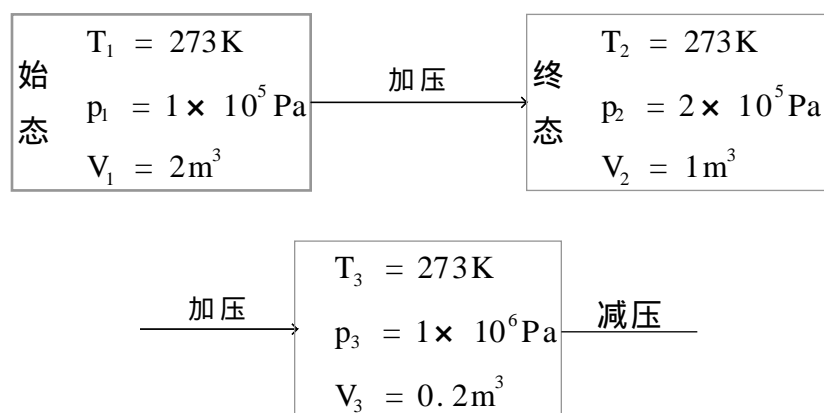 始态
T₁ = 273K
p₁ = 1 × 10⁵ Pa
V₁ = 2m³
加压
终态
T₂ = 273K
p₂ = 2 × 10⁵ Pa
V₂ = 1m³
加压
T₃ = 273K
p₃ = 1 × 10⁶ Pa
V₃ = 0.2m³
减压